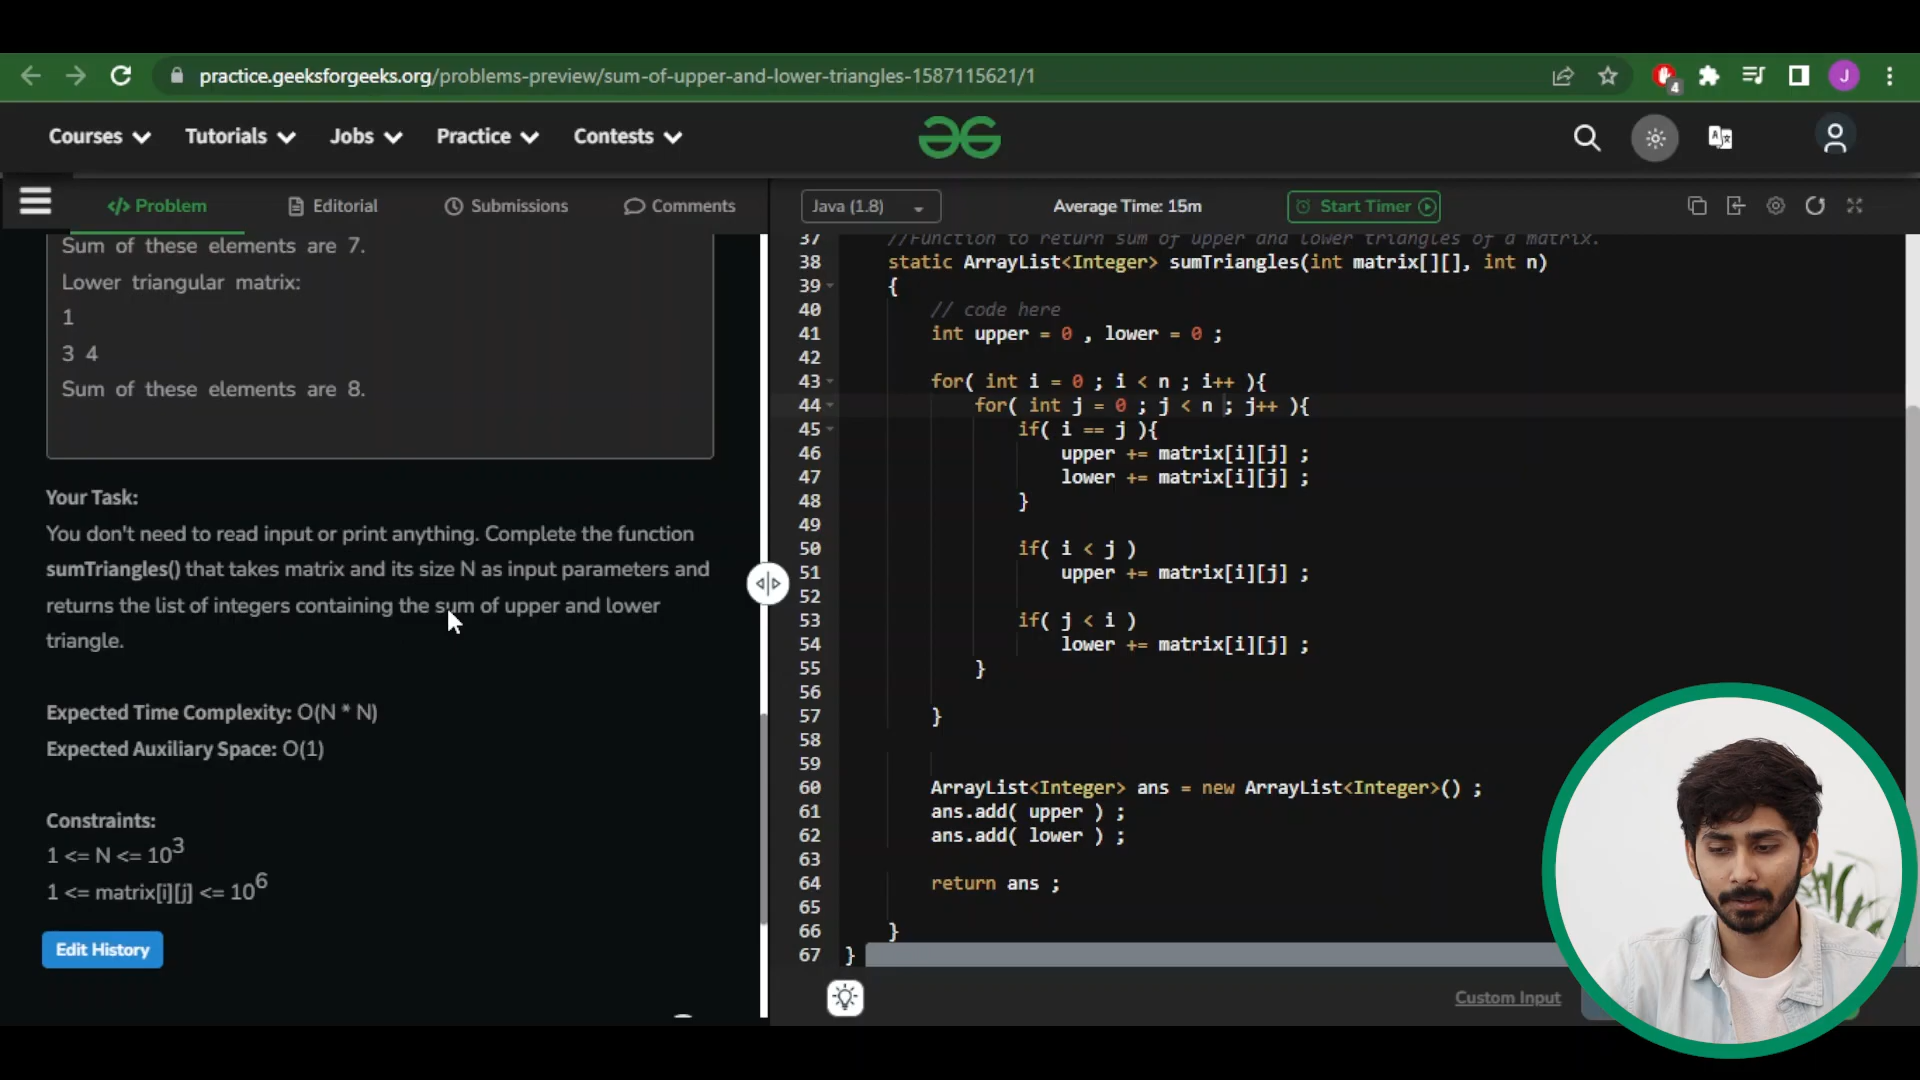 practice.geeksforgeeks.org/problems-preview/sum-of-upper-and-lower-triangles-1587115621/1
4
J
Courses
Tutorials
Jobs
Practice
Contests
</> Problem
Editorial
Submissions
Comments
Sum of these elements are 7.
Lower triangular matrix:
1
3 4
Sum of these elements are 8.
Your Task:
You don't need to read input or print anything. Complete the function
sumTriangles() that takes matrix and its size N as input parameters and
returns the list of integers containing the sum of upper and lower
triangle.
Expected Time Complexity: O(N * N)
Expected Auxiliary Space: O(1)
Constraints:
1 <= N <= 10^3
1 <= matrix[i][j] <= 10^6
Edit History
Java (1.8)
Average Time: 15m
Start Timer
37 //Function to return sum of upper and lower triangles of a matrix.
38 static ArrayList<Integer> sumTriangles(int matrix[][], int n)
39 {
40 // code here
41 int upper = 0 , lower = 0 ;
42
43 for( int i = 0 ; i < n ; i++ ){
44 for( int j = 0 ; j < n ; j++ ){
45 if( i == j ){
46 upper += matrix[i][j] ;
47 lower += matrix[i][j] ;
48 }
49
50 if( i < j )
51 upper += matrix[i][j] ;
52
53 if( j < i )
54 lower += matrix[i][j] ;
55 }
56
57 }
58
59
60 ArrayList<Integer> ans = new ArrayList<Integer>() ;
61 ans.add( upper ) ;
62 ans.add( lower ) ;
63
64 return ans ;
65
66 }
67 }
Custom Input